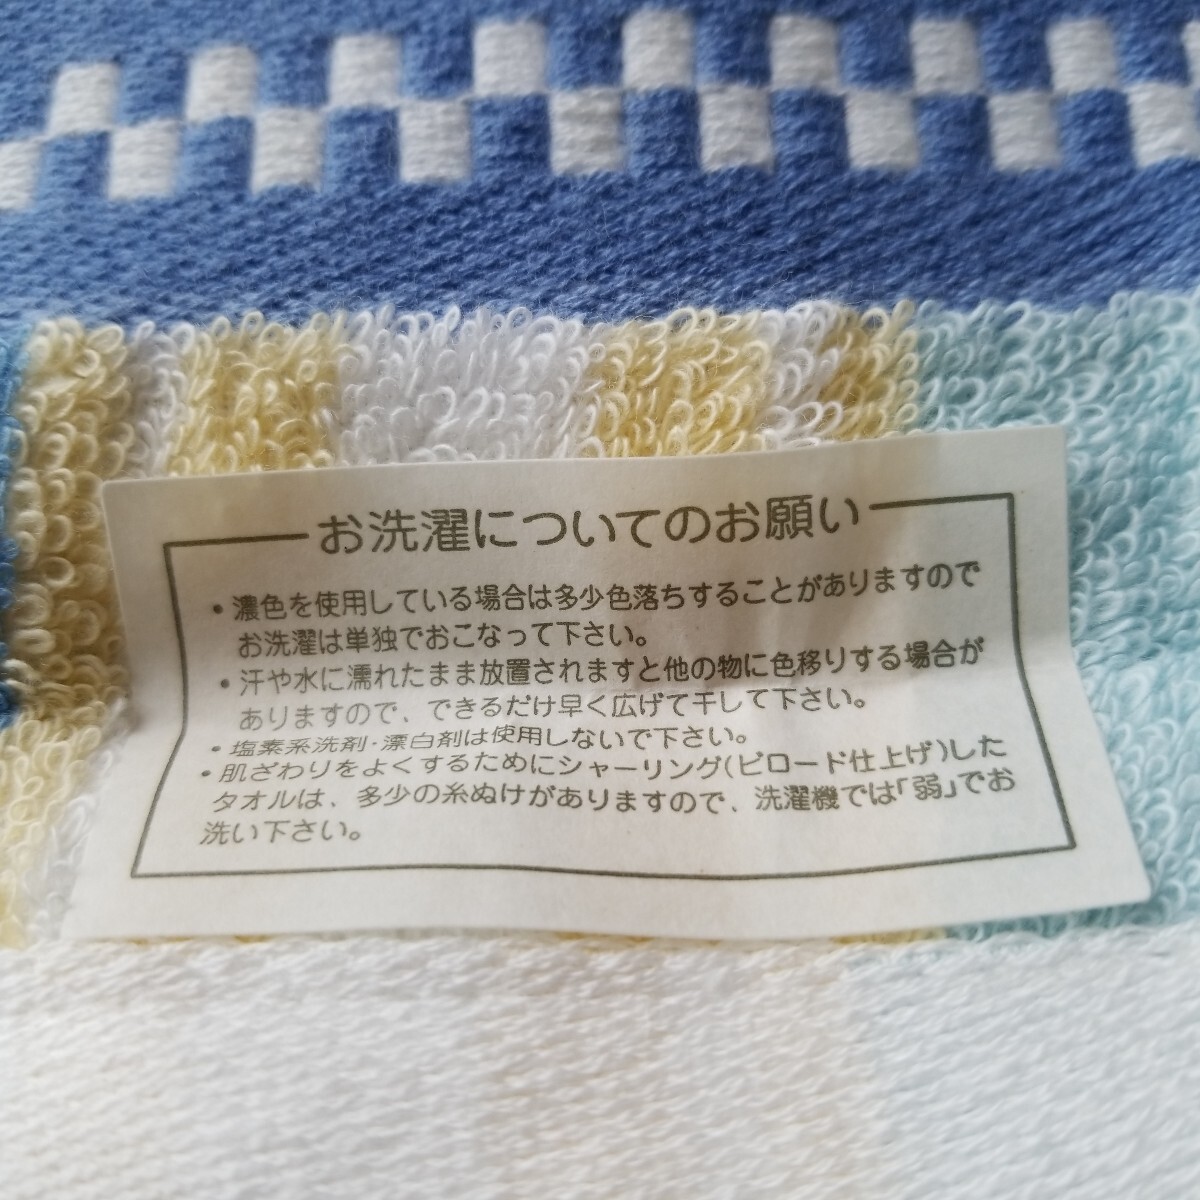 お洗濯についてのお願い
・濃色を使用している場合は多少色落ちすることがありますので
お洗濯は単独でおこなって下さい。
・汗や水に濡れたまま放置されますと他の物に色移りする場合が
ありますので、できるだけ早く広げて干して下さい。
・塩素系洗剤・漂白剤は使用しないで下さい。
・肌ざわりをよくするためにシャーリング(ビロード仕上げ)した
タオルは、多少の糸ぬけがありますので、洗濯機では「弱」でお
洗い下さい。